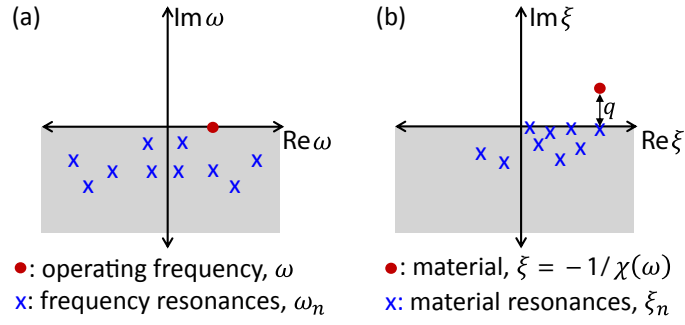 (a)
Im ω
Re ω
●: operating frequency, ω
x: frequency resonances, ωₙ
(b)
Im ξ
q
Re ξ
●: material, ξ = −1/χ(ω)
x: material resonances, ξₙ